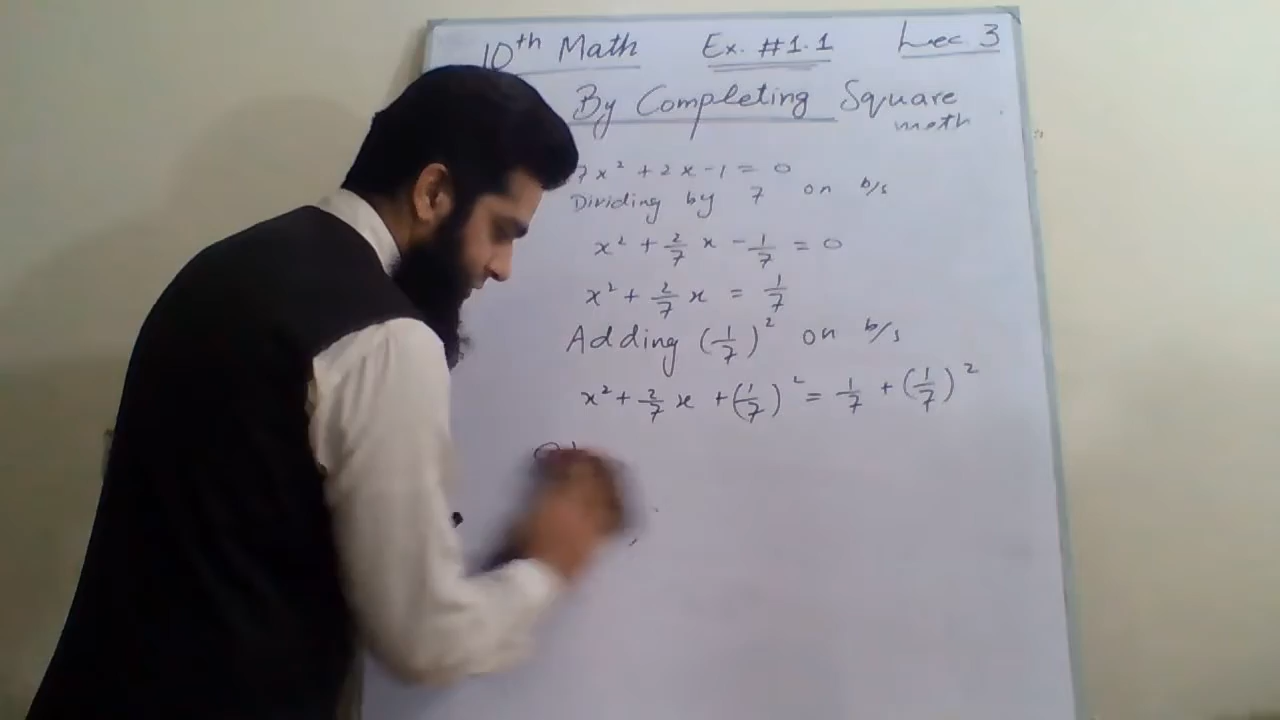 10th Math Ex. #1.1 Lec 3
By Completing Square
meth
7x² + 2x - 1 = 0
Dividing by 7 on b/s
x² + 2/7 x - 1/7 = 0
x² + 2/7 x = 1/7
Adding (1/7)² on b/s
x² + 2/7 x + (1/7)² = 1/7 + (1/7)²